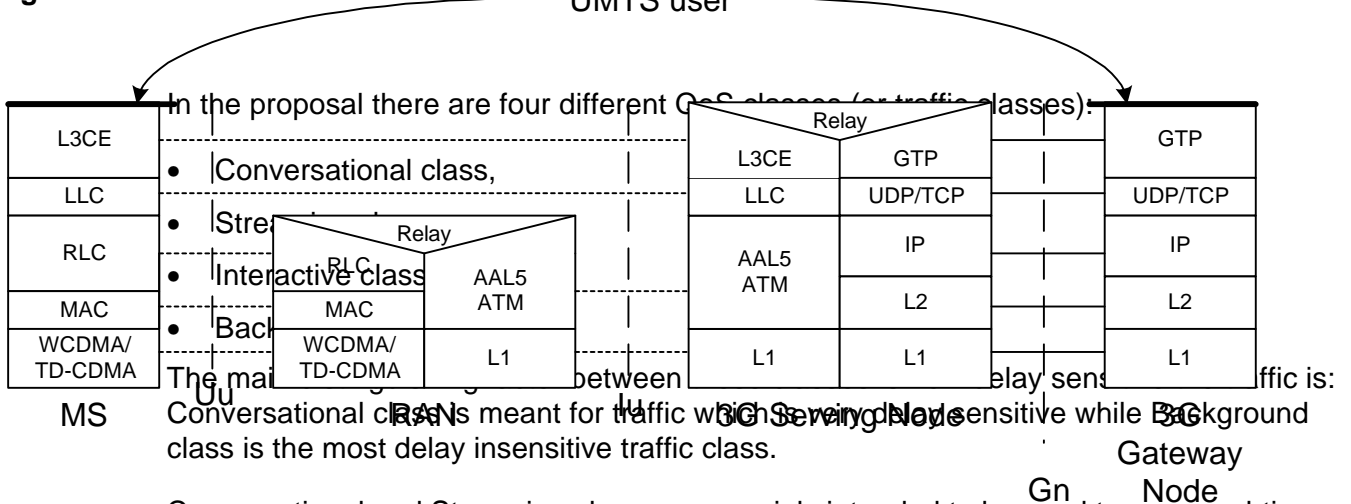 UMTS user
In the proposal there are four different QoS classes (or traffic classes):
L3CE
Relay
GTP
L3CE
GTP
• Conversational class,
LLC
LLC
UDP/TCP
UDP/TCP
•
Relay
RLC
IP
IP
RLC
• Interactive class
AAL5
ATM
AAL5
ATM
MAC
MAC
L2
L2
•
WCDMA/
TD-CDMA
WCDMA/
TD-CDMA
L1
L1
L1
L1
The between is:
Uu
Iu
MS
RAN
3G Serving Node
3G
Gateway
Node
Conversational class is meant for traffic which is very delay sensitive while Background
class is the most delay insensitive traffic class.
Gn